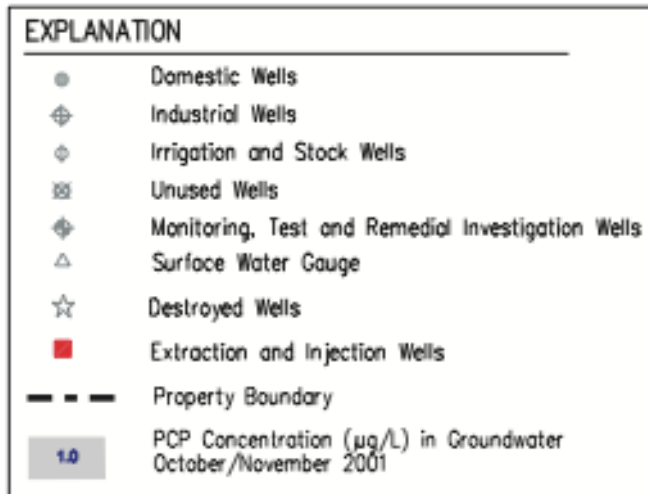 EXPLANATION
Domestic Wells
Industrial Wells
Irrigation and Stock Wells
Unused Wells
Monitoring, Test and Remedial Investigation Wells
Surface Water Gauge
Destroyed Wells
Extraction and Injection Wells
Property Boundary
1.0 PCP Concentration (µg/L) in Groundwater
October/November 2001